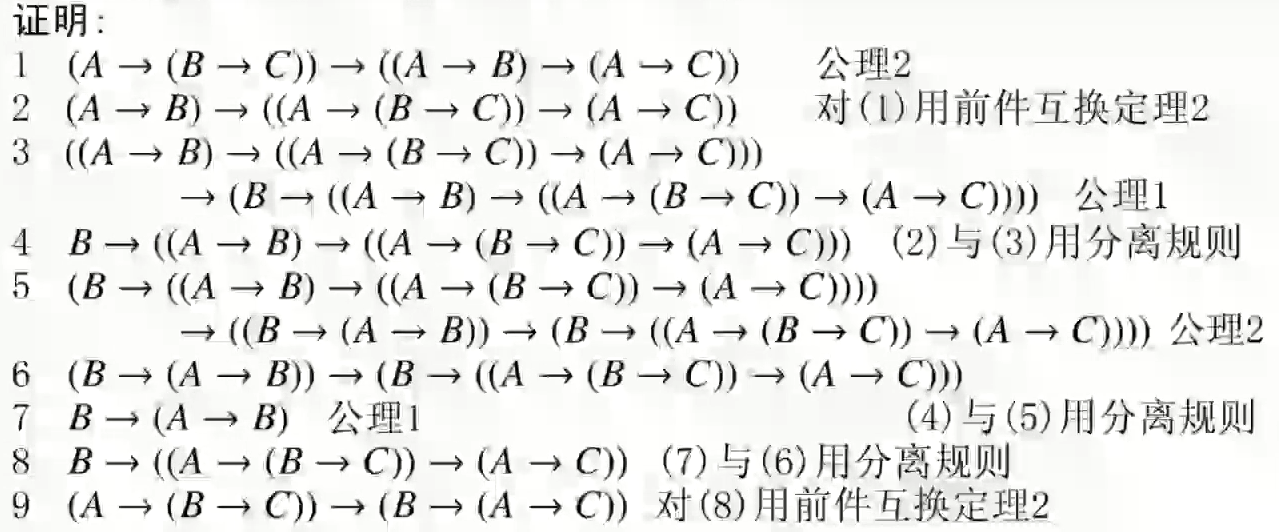 证明:
1 (A → (B → C)) → ((A → B) → (A → C)) 公理2
2 (A → B) → ((A → (B → C)) → (A → C)) 对(1)用前件互换定理2
3 ((A → B) → ((A → (B → C)) → (A → C)))
→ (B → ((A → B) → ((A → (B → C)) → (A → C)))) 公理1
4 B → ((A → B) → ((A → (B → C)) → (A → C))) (2)与(3)用分离规则
5 (B → ((A → B) → ((A → (B → C)) → (A → C))))
→ ((B → (A → B)) → (B → ((A → (B → C)) → (A → C)))) 公理2
6 (B → (A → B)) → (B → ((A → (B → C)) → (A → C)))
7 B → (A → B) 公理1 (4)与(5)用分离规则
8 B → ((A → (B → C)) → (A → C)) (7)与(6)用分离规则
9 (A → (B → C)) → (B → (A → C)) 对(8)用前件互换定理2